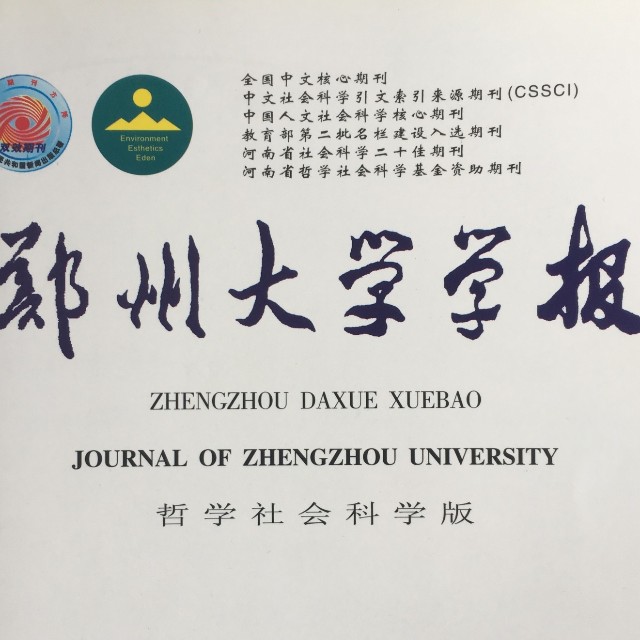 全国中文核心期刊
中文社会科学引文索引来源期刊(CSSCI)
中国人文社会科学核心期刊
教育部第二批名栏建设入选期刊
河南省社会科学二十佳期刊
河南省哲学社会科学基金资助期刊
双效期刊
Environment
Esthetics
Eden
郑州大学学报
ZHENGZHOU DAXUE XUEBAO
JOURNAL OF ZHENGZHOU UNIVERSITY
哲学社会科学版